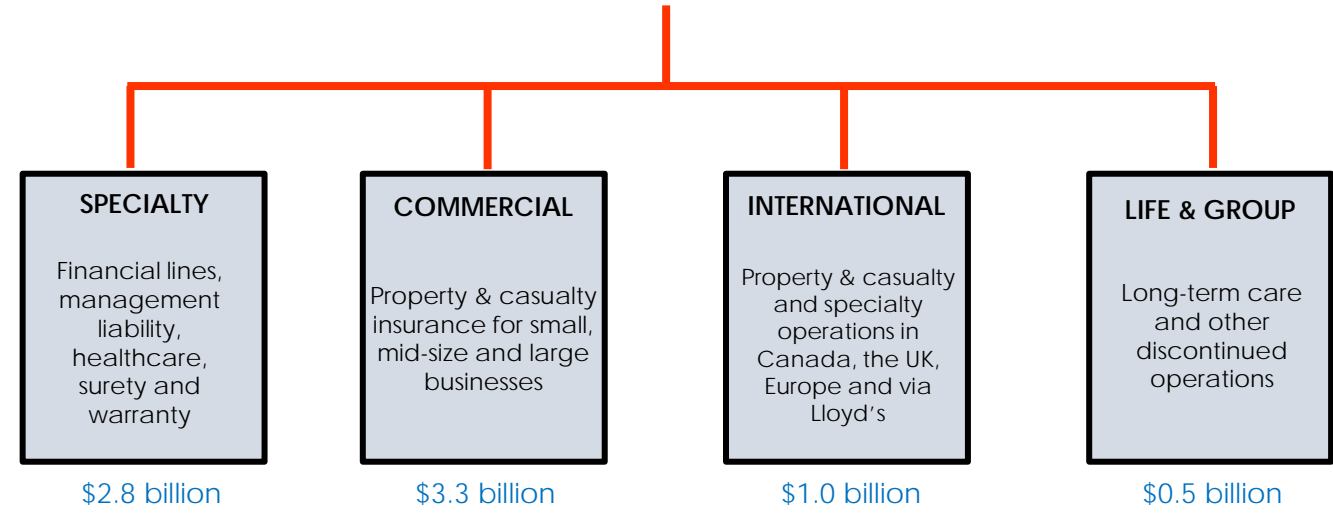 SPECIALTY
Financial lines,
management
liability,
healthcare,
surety and
warranty
$2.8 billion
COMMERCIAL
Property & casualty
insurance for small,
mid-size and large
businesses
$3.3 billion
INTERNATIONAL
Property & casualty
and specialty
operations in
Canada, the UK,
Europe and via
Lloyd’s
$1.0 billion
LIFE & GROUP
Long-term care
and other
discontinued
operations
$0.5 billion